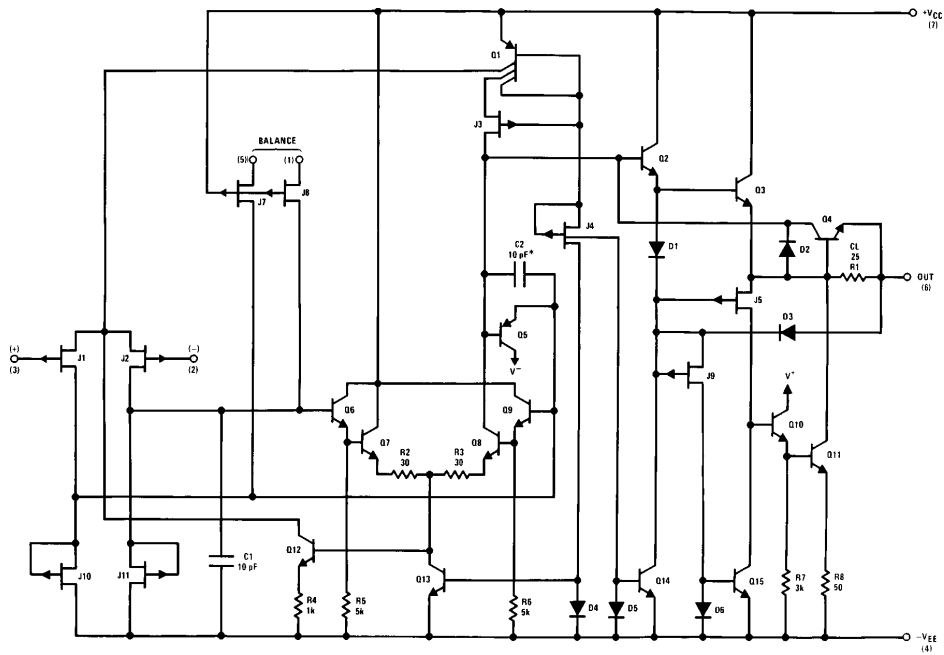 +VCC
(7)
Q1
J3
BALANCE
(5)
(1)
J7
J8
Q2
Q3
J4
Q4
D1
D2
CL
25
R1
OUT
(6)
C2
10 pF*
J5
Q5
V−
D3
(+)
(3)
J1
J2
(−)
(2)
J9
V+
Q6
Q7
Q8
Q9
Q10
Q11
R2
30
R3
30
J10
J11
C1
10 pF
Q12
Q13
R4
1k
R5
5k
R6
5k
D4
D5
Q14
D6
Q15
R7
3k
R8
50
−VEE
(4)